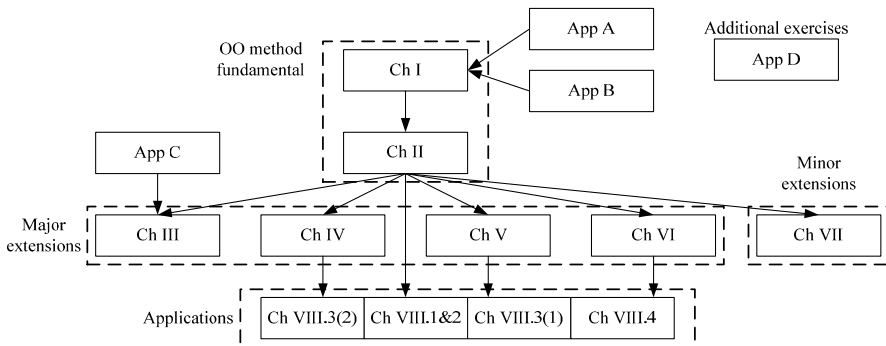 Additional exercises
App A
App D
OO method
fundamental
Ch I
App B
App C
Ch II
Minor
extensions
Major
extensions
Ch III
Ch IV
Ch V
Ch VI
Ch VII
Applications
Ch VIII.3(2)
Ch VIII.1&2
Ch VIII.3(1)
Ch VIII.4